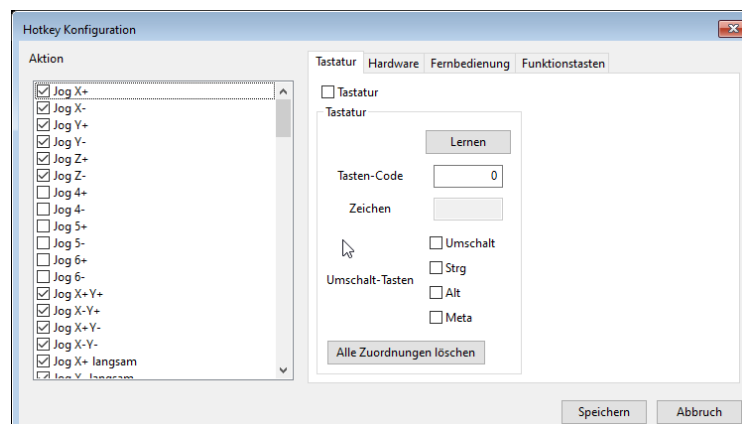 Hotkey Konfiguration
Aktion
Jog X+
Jog X-
Jog Y+
Jog Y-
Jog Z+
Jog Z-
Jog 4+
Jog 4-
Jog 5+
Jog 5-
Jog 6+
Jog 6-
Jog X+Y+
Jog X-Y+
Jog X+Y-
Jog X-Y-
Jog X+ langsam
Jog X- langsam
Tastatur Hardware Fernbedienung Funktionstasten
Tastatur
Tastatur
Lernen
Tasten-Code 0
Zeichen
Umschalt-Tasten
Umschalt
Strg
Alt
Meta
Alle Zuordnungen löschen
Speichern Abbruch